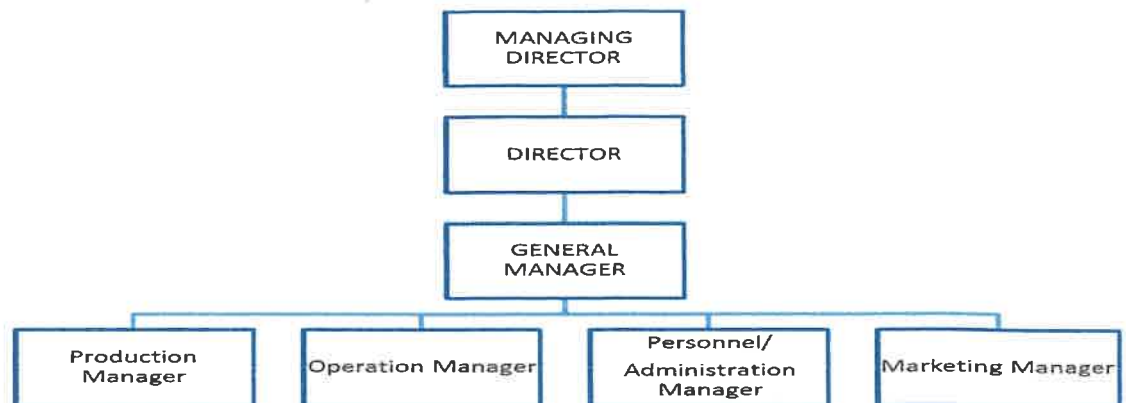 MANAGING
DIRECTOR
DIRECTOR
GENERAL
MANAGER
Production
Manager
Operation Manager
Personnel/
Administration
Manager
Marketing Manager